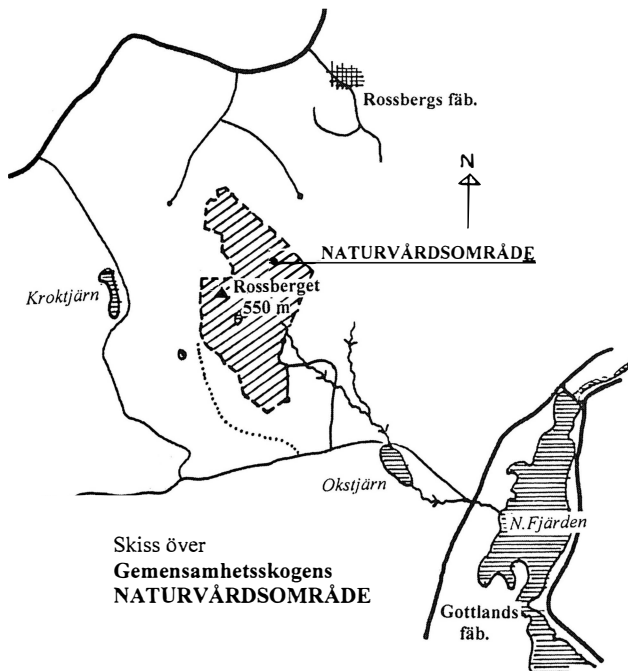 Rossbergs fäb.
N
NATURVÅRDSOMRÅDE
Kroktjärn
Rossberget
550 m
Okstjärn
N.Fjärden
Skiss över
Gemensamhetsskogens
NATURVÅRDSOMRÅDE
Gottlands
fäb.